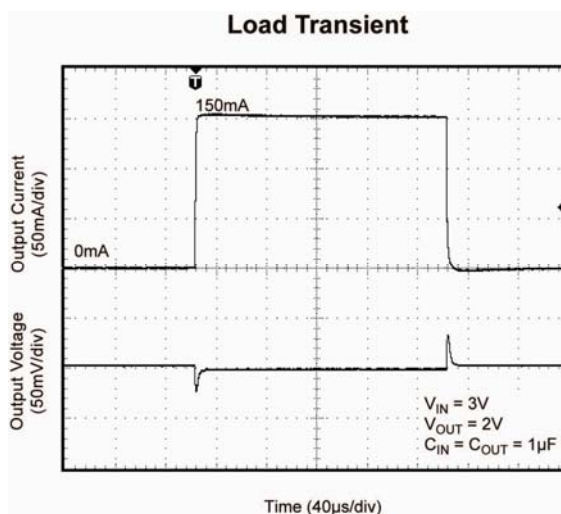 Load Transient
T
150mA
Output Current
(50mA/div)
0mA
Output Voltage
(50mV/div)
V_IN = 3V
V_OUT = 2V
C_IN = C_OUT = 1µF
Time (40µs/div)